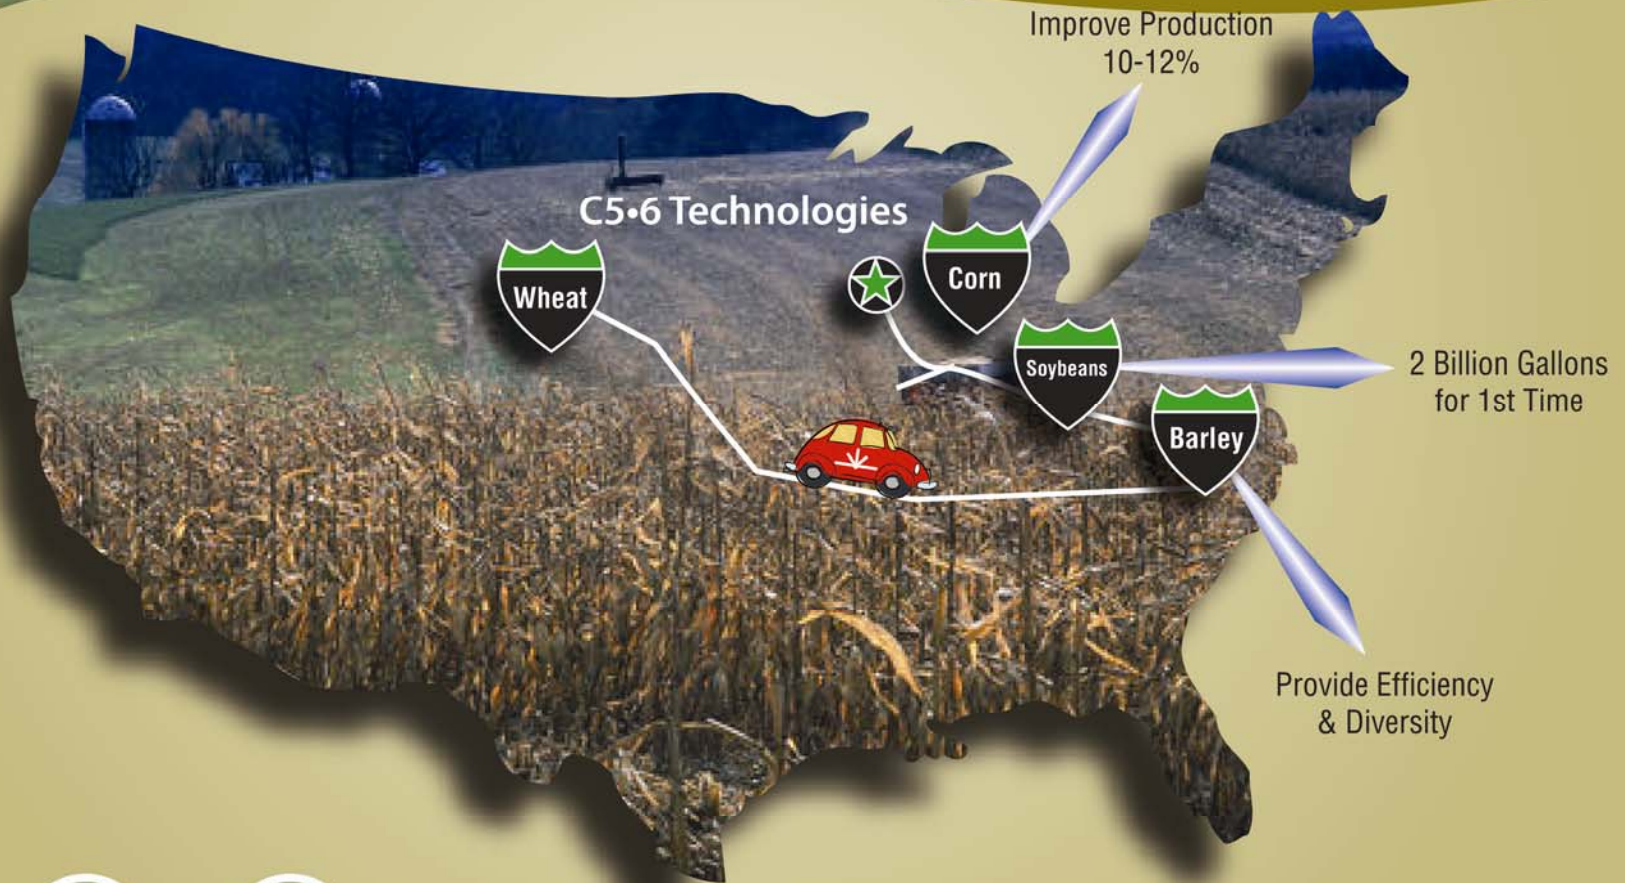 Improve Production
10-12%
C5•6 Technologies
Wheat
Corn
Soybeans
2 Billion Gallons
for 1st Time
Barley
Provide Efficiency
& Diversity